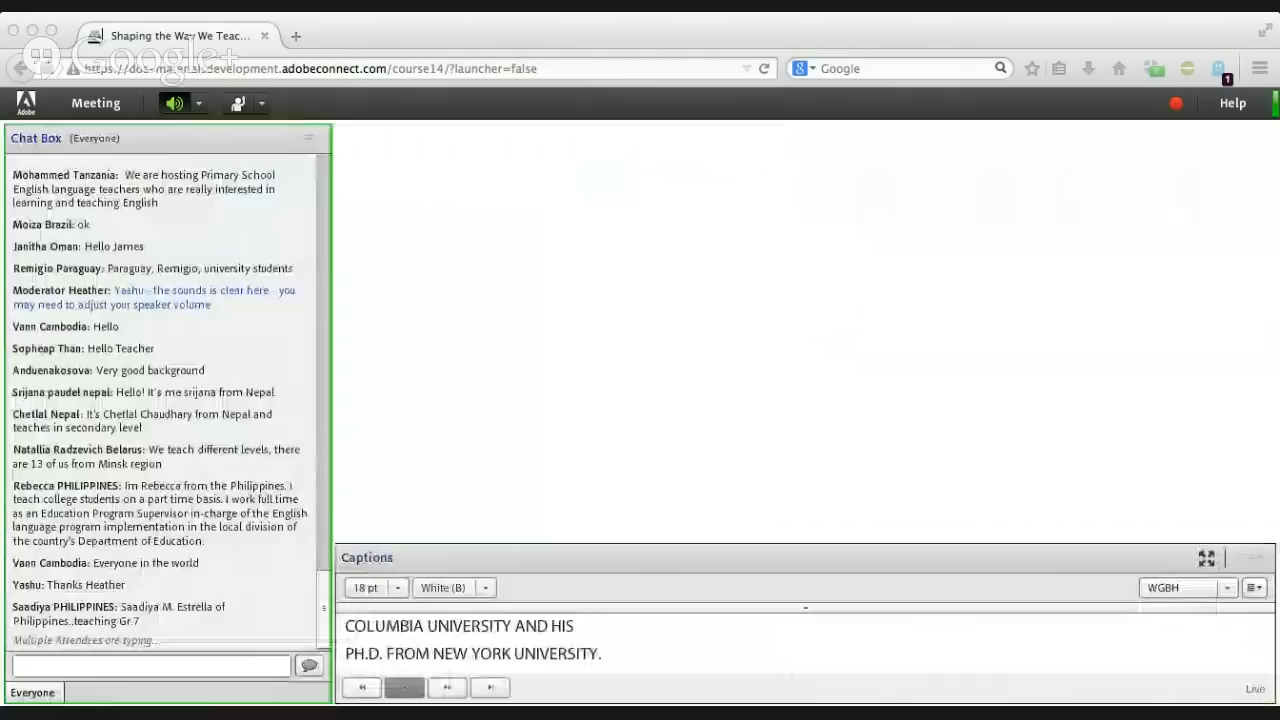 Shaping the Way We Teac...
Google+
adobeconnect.com/course14/?launcher=false
Google
1
Adobe
Meeting
Help
Chat Box (Everyone)
Mohammed Tanzania: We are hosting Primary School
English language teachers who are really interested in
learning and teaching English
Moiza Brazil: ok
Janitha Oman: Hello James
Remigio Paraguay: Paraguay, Remigio, university students
Moderator Heather: Yashu--the sounds is clear here--you
may need to adjust your speaker volume
Vann Cambodia: Hello
Sopheap Than: Hello Teacher
Anduenakosova: Very good background
Srijana paudel nepal: Hello! It's me srijana from Nepal.
Chetlal Nepal: It's Chetlal Chaudhary from Nepal and
teaches in secondary level
Natallia Radzevich Belarus: We teach different levels, there
are 13 of us from Minsk region
Rebecca PHILIPPINES: Im Rebecca from the Philipines. I
teach college students on a part time basis. I work full time
as an Education Program Supervisor in-charge of the English
language program implementation in the local division of
the country's Department of Education.
Vann Cambodia: Everyone in the world
Yashu: Thanks Heather
Saadiya PHILIPPINES: Saadiya M. Estrella of
Philipines..teaching Gr.7
Multiple Attendees are typing...
Everyone
Captions
18 pt
White (B)
WGBH
COLUMBIA UNIVERSITY AND HIS
PH.D. FROM NEW YORK UNIVERSITY.
Live